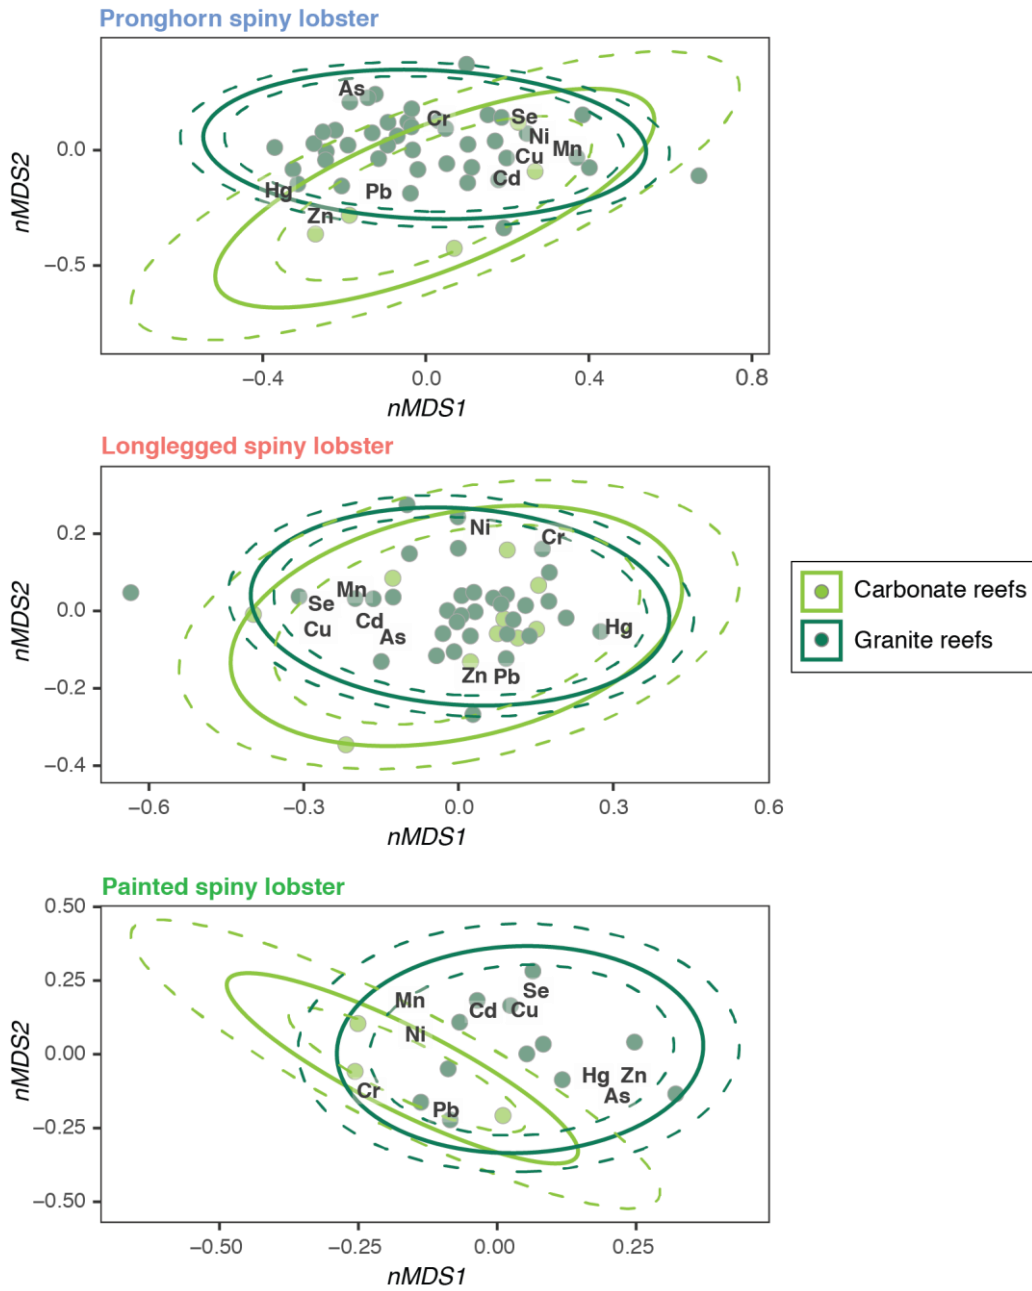 Pronghorn spiny lobster
As
Cr
Se
Ni
Cu
Mn
Cd
Hg
Pb
Zn
0.0
−0.5
nMDS2
−0.4
0.0
0.4
0.8
nMDS1
Longlegged spiny lobster
0.2
0.0
−0.2
−0.4
nMDS2
Ni
Cr
Mn
Se
Cd
Cu
As
Hg
Zn
Pb
−0.6
−0.3
0.0
0.3
0.6
nMDS1
Carbonate reefs
Granite reefs
Painted spiny lobster
0.50
0.25
0.00
−0.25
−0.50
nMDS2
Se
Mn
Cd
Cu
Ni
Hg
Zn
Cr
As
Pb
−0.50
−0.25
0.00
0.25
nMDS1